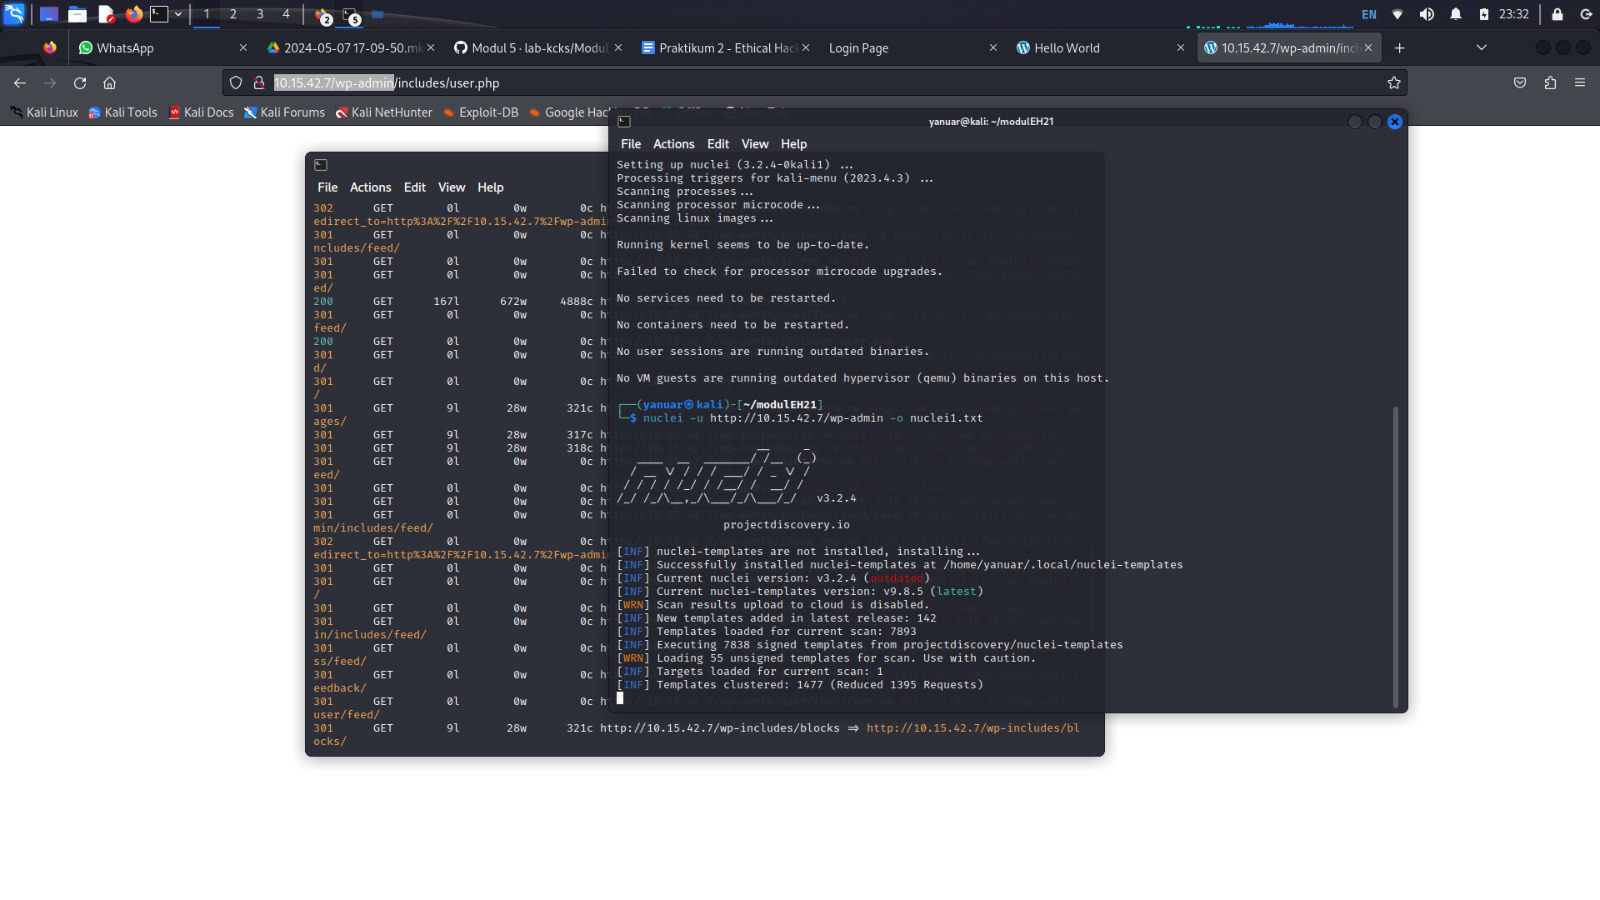 1 2 3 4 2 5 EN 23:32
WhatsApp
2024-05-07 17-09-50.mk
Modul 5 · lab-kcks/Modul
Praktikum 2 - Ethical Hac
Login Page
Hello World
10.15.42.7/wp-admin/incl
10.15.42.7/wp-admin/includes/user.php
Kali Linux Kali Tools Kali Docs Kali Forums Kali NetHunter Exploit-DB Google Hac
File Actions Edit View Help
302 GET 0l 0w 0c h
edirect_to=http%3A%2F%2F10.15.42.7%2Fwp-admi
301 GET 0l 0w 0c h
ncludes/feed/
301 GET 0l 0w 0c h
301 GET 0l 0w 0c h
ed/
200 GET 167l 672w 4888c h
301 GET 0l 0w 0c h
feed/
200 GET 0l 0w 0c h
301 GET 0l 0w 0c h
d/
301 GET 0l 0w 0c h
/
301 GET 9l 28w 321c h
ages/
301 GET 9l 28w 317c h
301 GET 9l 28w 318c h
301 GET 0l 0w 0c h
eed/
301 GET 0l 0w 0c h
301 GET 0l 0w 0c h
301 GET 0l 0w 0c h
min/includes/feed/
302 GET 0l 0w 0c h
edirect_to=http%3A%2F%2F10.15.42.7%2Fwp-admi
301 GET 0l 0w 0c h
301 GET 0l 0w 0c h
/
301 GET 0l 0w 0c h
301 GET 0l 0w 0c h
in/includes/feed/
301 GET 0l 0w 0c h
ss/feed/
301 GET 0l 0w 0c h
eedback/
301 GET 0l 0w 0c h
user/feed/
301 GET 9l 28w 321c http://10.15.42.7/wp-includes/blocks => http://10.15.42.7/wp-includes/bl
ocks/
yanuar@kali: ~/modulEH21
File Actions Edit View Help
Setting up nuclei (3.2.4-0kali1) ...
Processing triggers for kali-menu (2023.4.3) ...
Scanning processes...
Scanning processor microcode...
Scanning linux images...
Running kernel seems to be up-to-date.
Failed to check for processor microcode upgrades.
No services need to be restarted.
No containers need to be restarted.
No user sessions are running outdated binaries.
No VM guests are running outdated hypervisor (qemu) binaries on this host.
(yanuar㉿kali)-[~/modulEH21]
$ nuclei -u http://10.15.42.7/wp-admin -o nuclei1.txt
nuclei v3.2.4
projectdiscovery.io
[INF] nuclei-templates are not installed, installing...
[INF] Successfully installed nuclei-templates at /home/yanuar/.local/nuclei-templates
[INF] Current nuclei version: v3.2.4 (outdated)
[INF] Current nuclei-templates version: v9.8.5 (latest)
[WRN] Scan results upload to cloud is disabled.
[INF] New templates added in latest release: 142
[INF] Templates loaded for current scan: 7893
[INF] Executing 7838 signed templates from projectdiscovery/nuclei-templates
[WRN] Loading 55 unsigned templates for scan. Use with caution.
[INF] Targets loaded for current scan: 1
[INF] Templates clustered: 1477 (Reduced 1395 Requests)